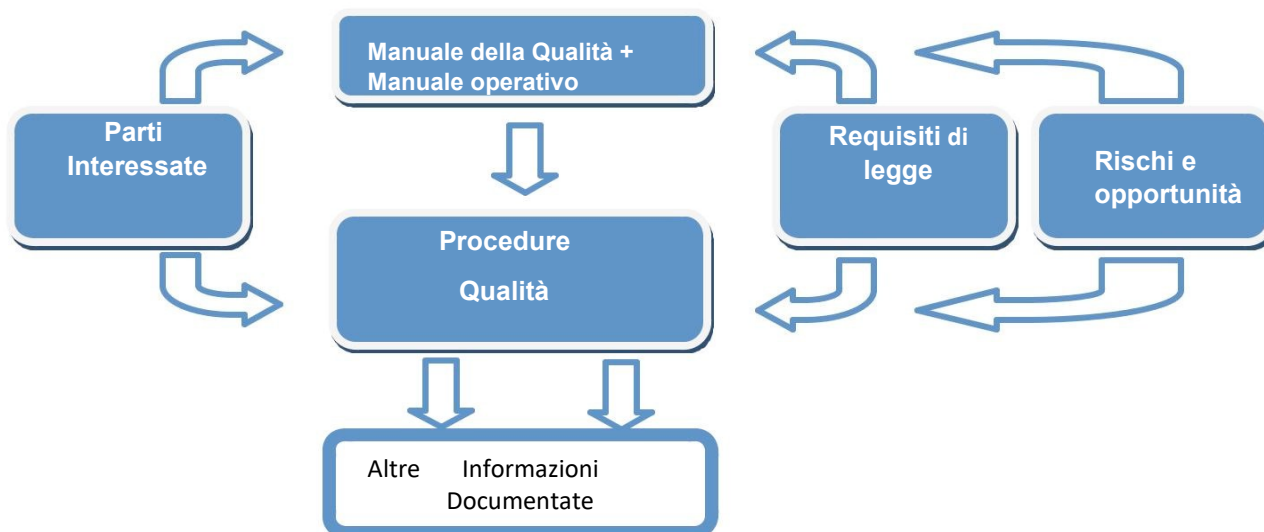 Manuale della Qualità +
Manuale operativo
Parti
Interessate
Requisiti di
legge
Rischi e
opportunità
Procedure
Qualità
Altre Informazioni
Documentate